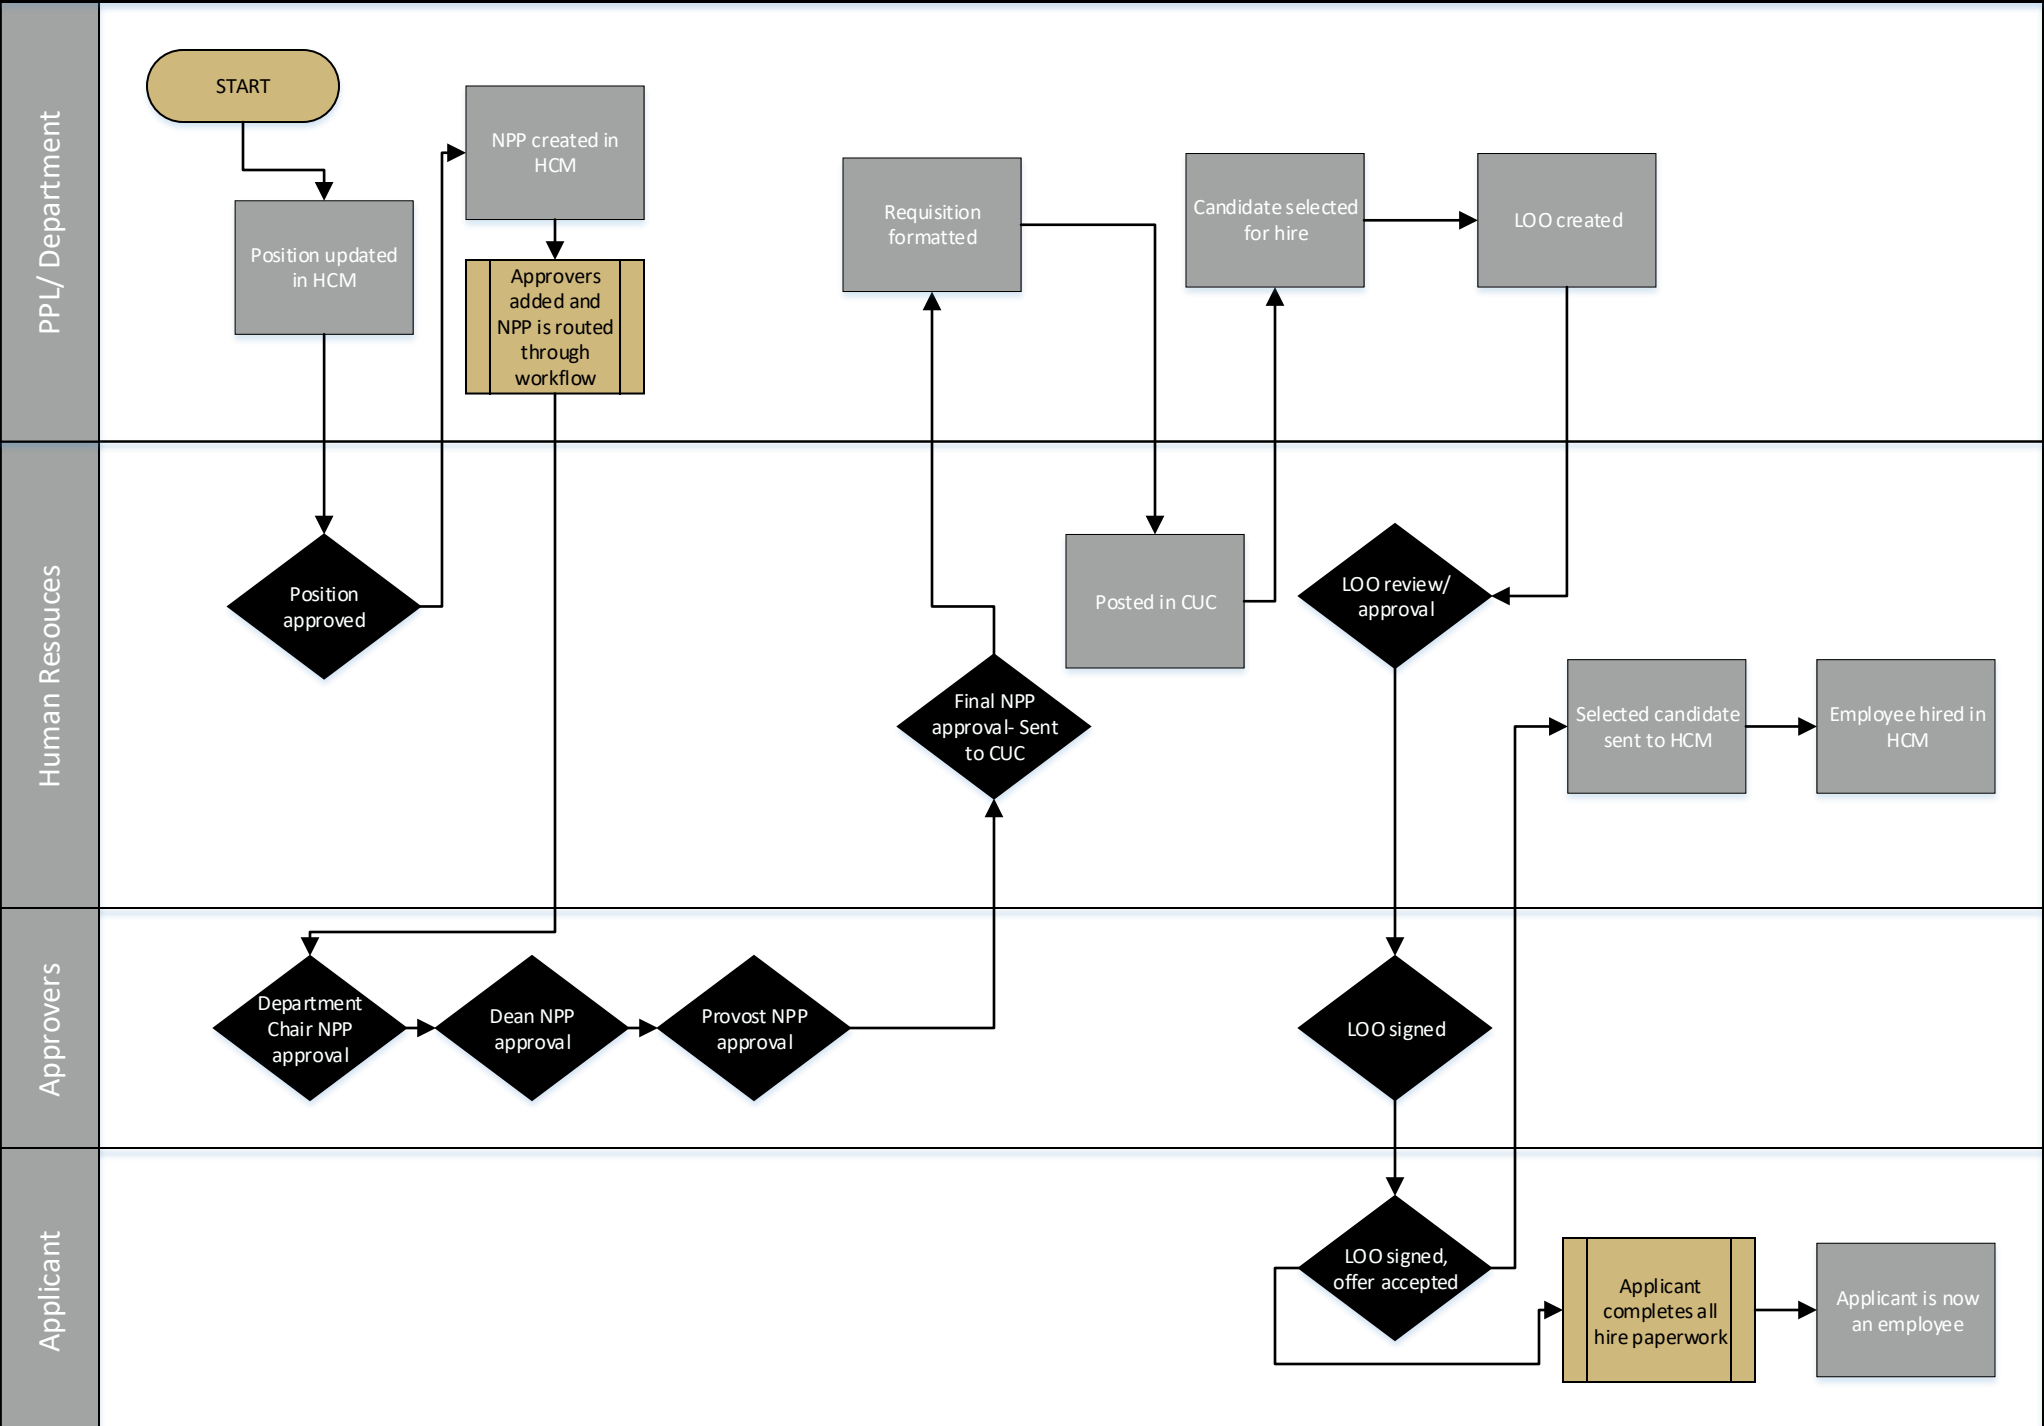 PPL/ Department
START
Position updated
in HCM
NPP created in
HCM
Approvers
added and
NPP is routed
through
workflow
Requisition
formatted
Candidate selected
for hire
LOO created
Human Resouces
Position
approved
Final NPP
approval- Sent
to CUC
Posted in CUC
LOO review/
approval
Selected candidate
sent to HCM
Employee hired in
HCM
Approvers
Department
Chair NPP
approval
Dean NPP
approval
Provost NPP
approval
LOO signed
Applicant
LOO signed,
offer accepted
Applicant
completes all
hire paperwork
Applicant is now
an employee